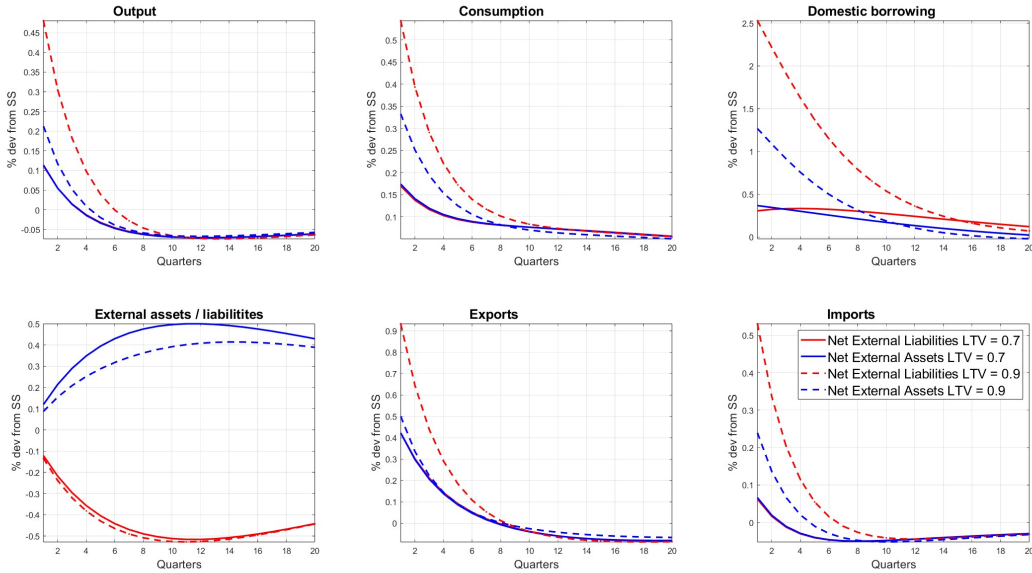 Output
% dev from SS
0.45
0.4
0.35
0.3
0.25
0.2
0.15
0.1
0.05
0
-0.05
2 4 6 8 10 12 14 16 18 20
Quarters
Consumption
% dev from SS
0.5
0.4
0.3
0.2
0.1
2 4 6 8 10 12 14 16 18 20
Quarters
Domestic borrowing
% dev from SS
2.5
2
1.5
1
0.5
0
2 4 6 8 10 12 14 16 18 20
Quarters
External assets / liabilitites
% dev from SS
0.5
0.4
0.3
0.2
0.1
0
-0.1
-0.2
-0.3
-0.4
-0.5
2 4 6 8 10 12 14 16 18 20
Quarters
Exports
% dev from SS
0.9
0.8
0.7
0.6
0.5
0.4
0.3
0.2
0.1
0
2 4 6 8 10 12 14 16 18 20
Quarters
Imports
% dev from SS
0.5
0.4
0.3
0.2
0.1
0
2 4 6 8 10 12 14 16 18 20
Quarters
Net External Liabilities LTV = 0.7
Net External Assets LTV = 0.7
Net External Liabilities LTV = 0.9
Net External Assets LTV = 0.9